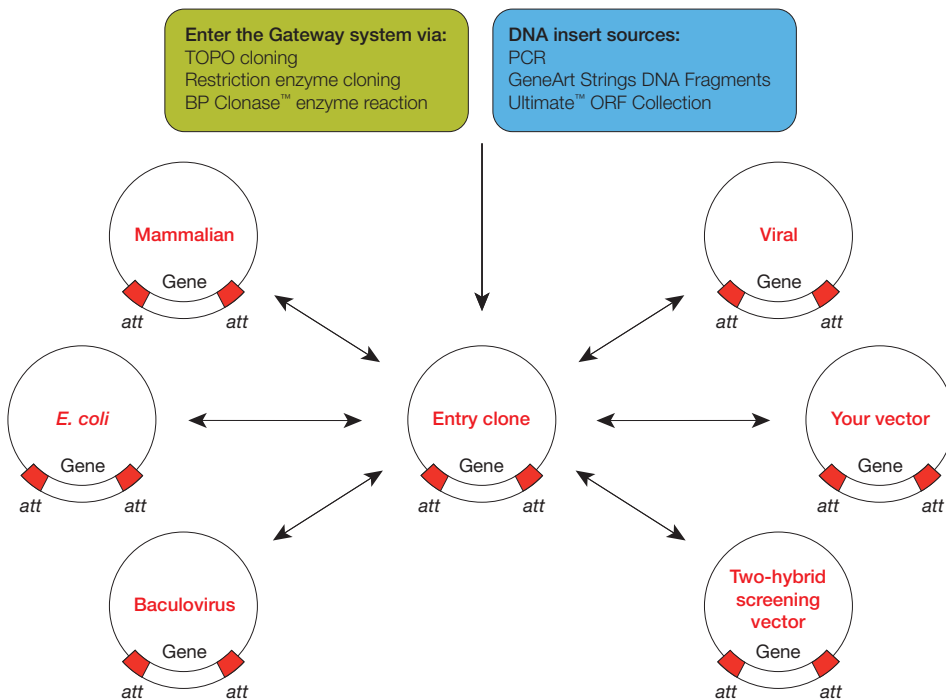 Enter the Gateway system via:
TOPO cloning
Restriction enzyme cloning
BP Clonase™ enzyme reaction
DNA insert sources:
PCR
GeneArt Strings DNA Fragments
Ultimate™ ORF Collection
Mammalian
Gene
att
att
Viral
Gene
att
att
E. coli
Gene
att
att
Entry clone
Gene
att
att
Your vector
Gene
att
att
Baculovirus
Gene
att
att
Two-hybrid
screening
vector
Gene
att
att